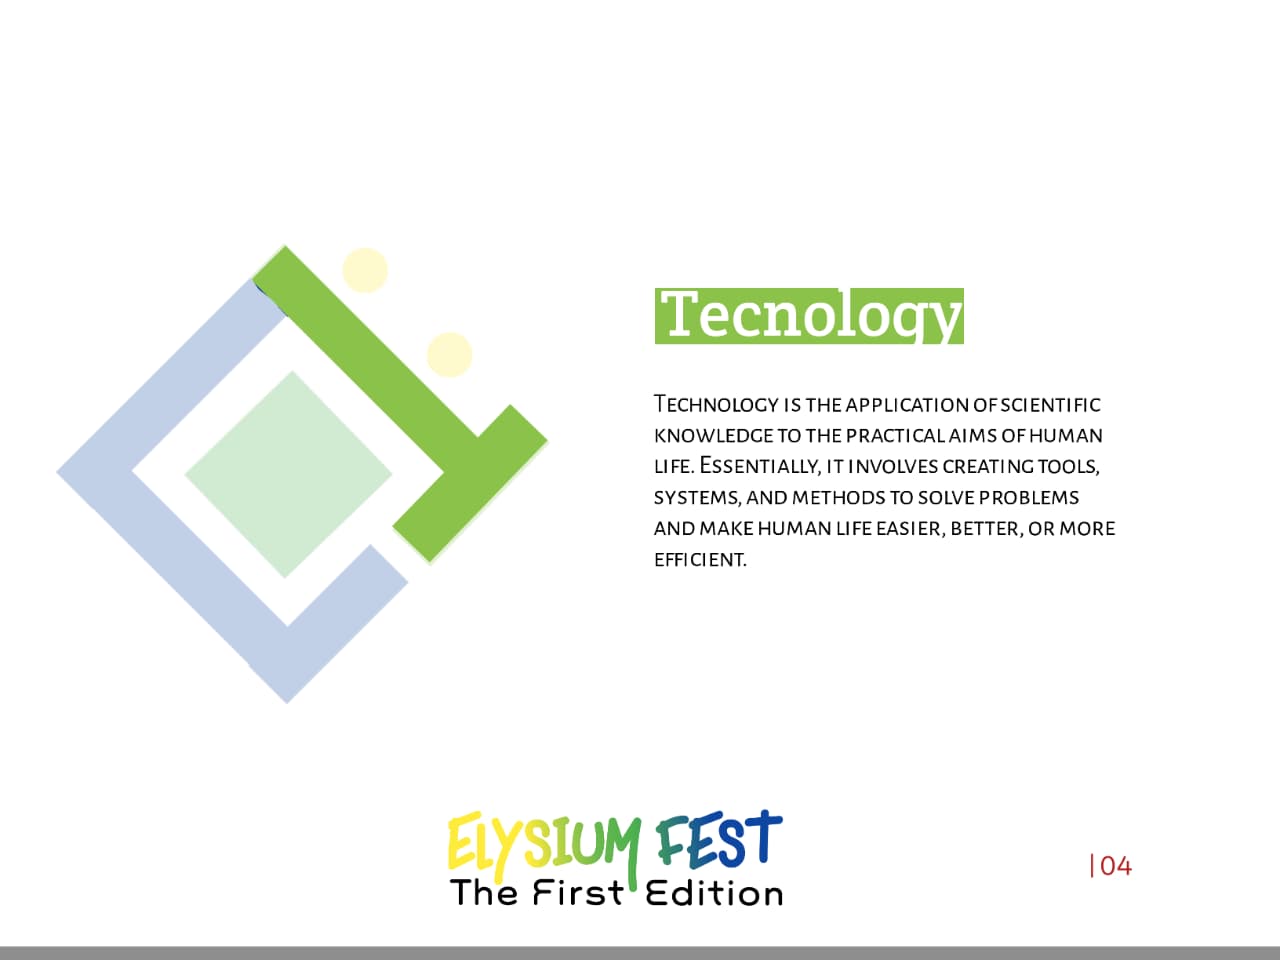 Tecnology
Technology is the application of scientific
knowledge to the practical aims of human
life. Essentially, it involves creating tools,
systems, and methods to solve problems
and make human life easier, better, or more
efficient.
Elysium Fest
The First Edition
|04